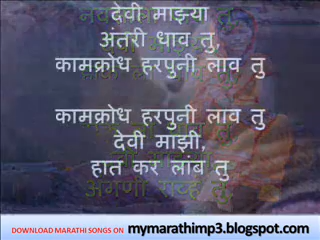 देवी माझ्या
अंतरी धाव तु,
कामक्रोध हरपुनी लाव तु
कामक्रोध हरपुनी लाव तु
देवी माझी,
हात कर लांब तु
DOWNLOAD MARATHI SONGS ON mymarathimp3.blogspot.com